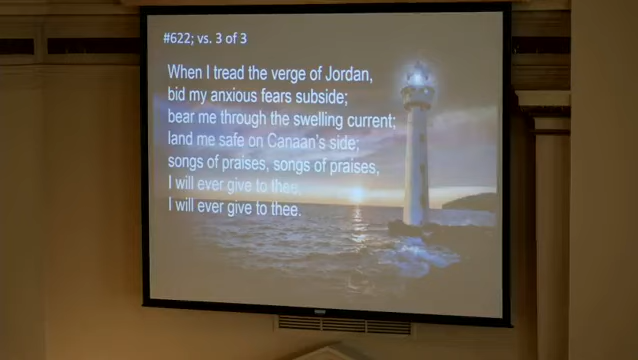 #622; vs. 3 of 3
When I tread the verge of Jordan,
bid my anxious fears subside;
bear me through the swelling current;
land me safe on Canaan's side;
songs of praises, songs of praises,
I will ever give to thee,
I will ever give to thee.